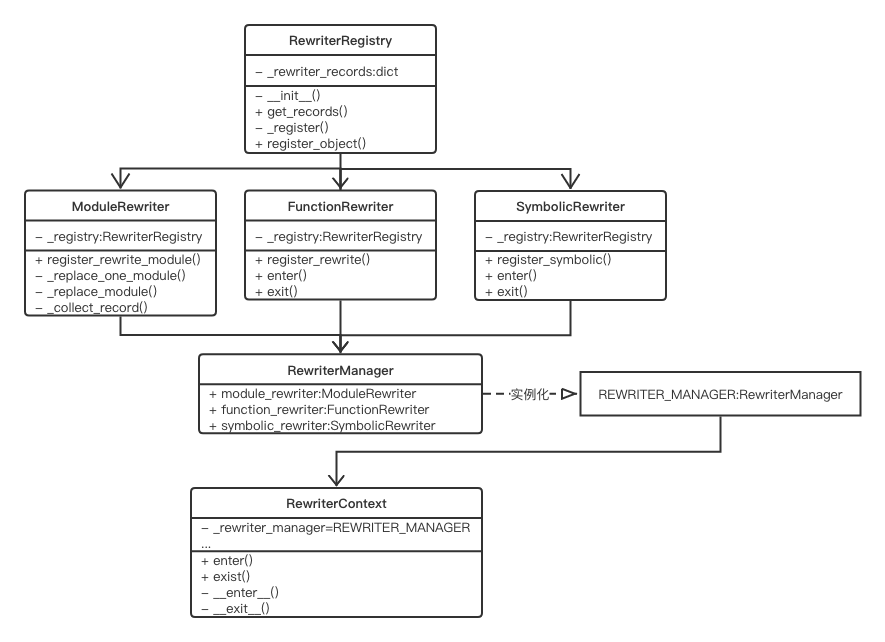 RewriterRegistry
– _rewriter_records:dict
– __init__()
+ get_records()
– _register()
+ register_object()
ModuleRewriter
– _registry:RewriterRegistry
+ register_rewrite_module()
– _replace_one_module()
– _replace_module()
– _collect_record()
FunctionRewriter
– _registry:RewriterRegistry
+ register_rewrite()
+ enter()
+ exit()
SymbolicRewriter
– _registry:RewriterRegistry
+ register_symbolic()
+ enter()
+ exit()
RewriterManager
+ module_rewriter:ModuleRewriter
+ function_rewriter:FunctionRewriter
+ symbolic_rewriter:SymbolicRewriter
实例化
REWRITER_MANAGER:RewriterManager
RewriterContext
– _rewriter_manager=REWRITER_MANAGER
...
+ enter()
+ exist()
– __enter__()
– __exit__()